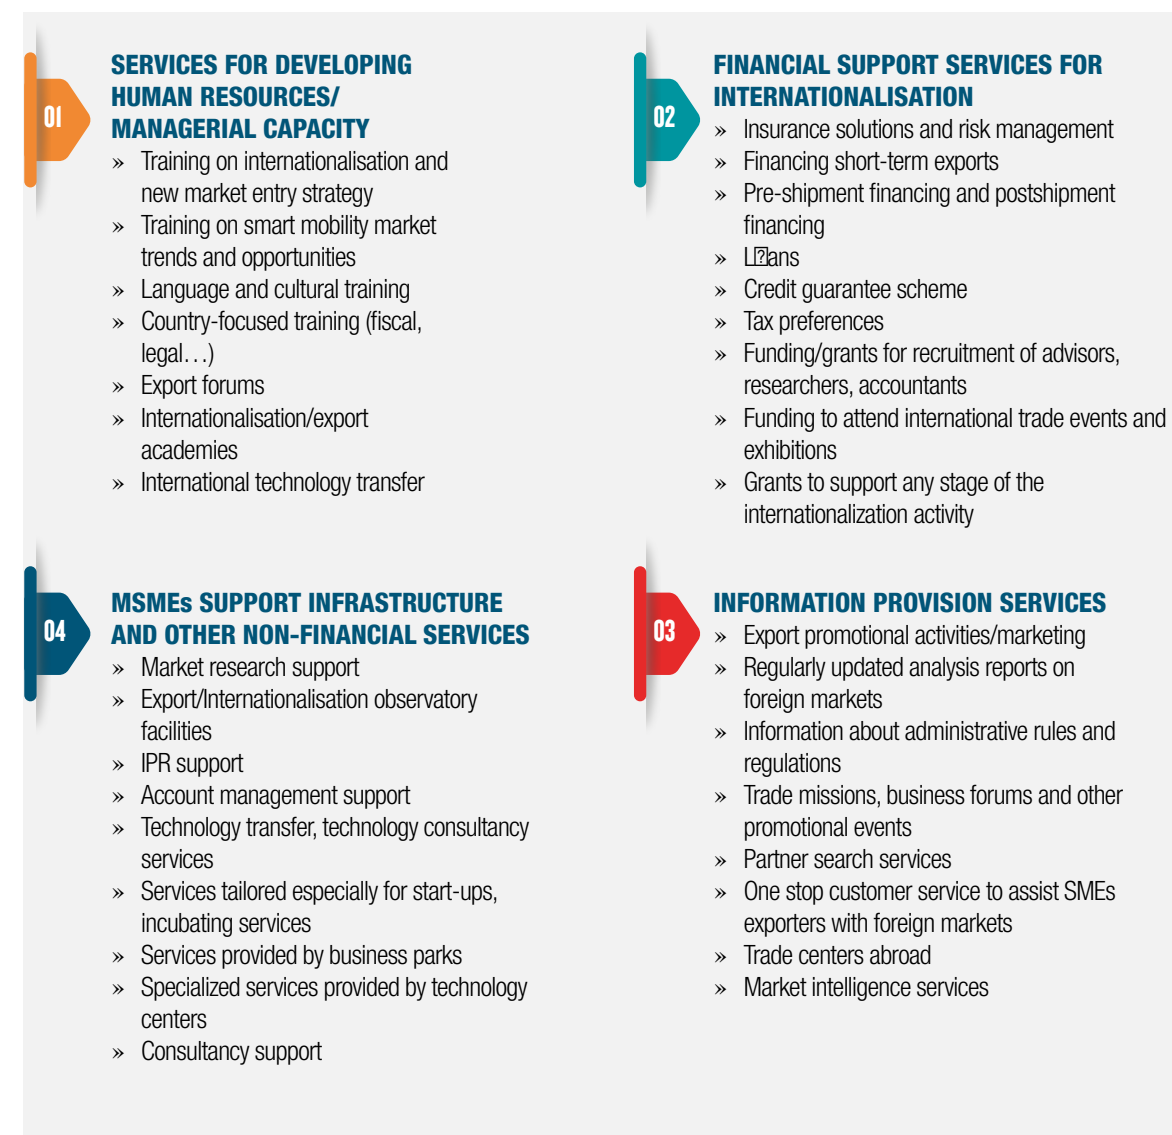 01
SERVICES FOR DEVELOPING
HUMAN RESOURCES/
MANAGERIAL CAPACITY
» Training on internationalisation and
new market entry strategy
» Training on smart mobility market
trends and opportunities
» Language and cultural training
» Country-focused training (fiscal,
legal…)
» Export forums
» Internationalisation/export
academies
» International technology transfer
02
FINANCIAL SUPPORT SERVICES FOR
INTERNATIONALISATION
» Insurance solutions and risk management
» Financing short-term exports
» Pre-shipment financing and postshipment
financing
» L⍰ans
» Credit guarantee scheme
» Tax preferences
» Funding/grants for recruitment of advisors,
researchers, accountants
» Funding to attend international trade events and
exhibitions
» Grants to support any stage of the
internationalization activity
03
INFORMATION PROVISION SERVICES
» Export promotional activities/marketing
» Regularly updated analysis reports on
foreign markets
» Information about administrative rules and
regulations
» Trade missions, business forums and other
promotional events
» Partner search services
» One stop customer service to assist SMEs
exporters with foreign markets
» Trade centers abroad
» Market intelligence services
04
MSMEs SUPPORT INFRASTRUCTURE
AND OTHER NON-FINANCIAL SERVICES
» Market research support
» Export/Internationalisation observatory
facilities
» IPR support
» Account management support
» Technology transfer, technology consultancy
services
» Services tailored especially for start-ups,
incubating services
» Services provided by business parks
» Specialized services provided by technology
centers
» Consultancy support